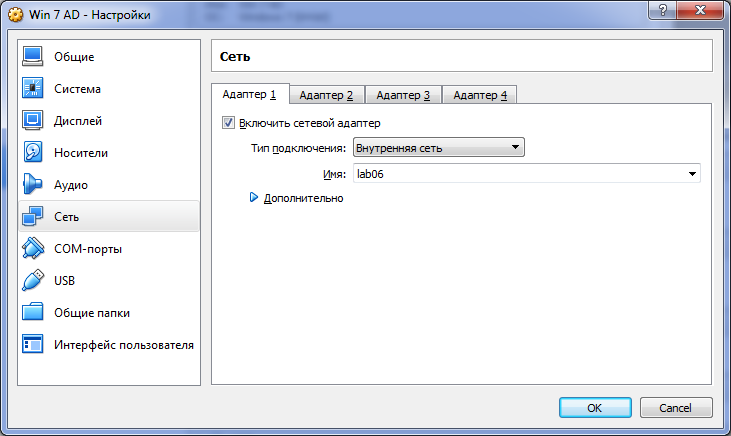 Win 7 AD - Настройки
Общие
Система
Дисплей
Носители
Аудио
Сеть
COM-порты
USB
Общие папки
Интерфейс пользователя
Сеть
Адаптер 1
Адаптер 2
Адаптер 3
Адаптер 4
Включить сетевой адаптер
Тип подключения: Внутренняя сеть
Имя: lab06
Дополнительно
OK
Cancel